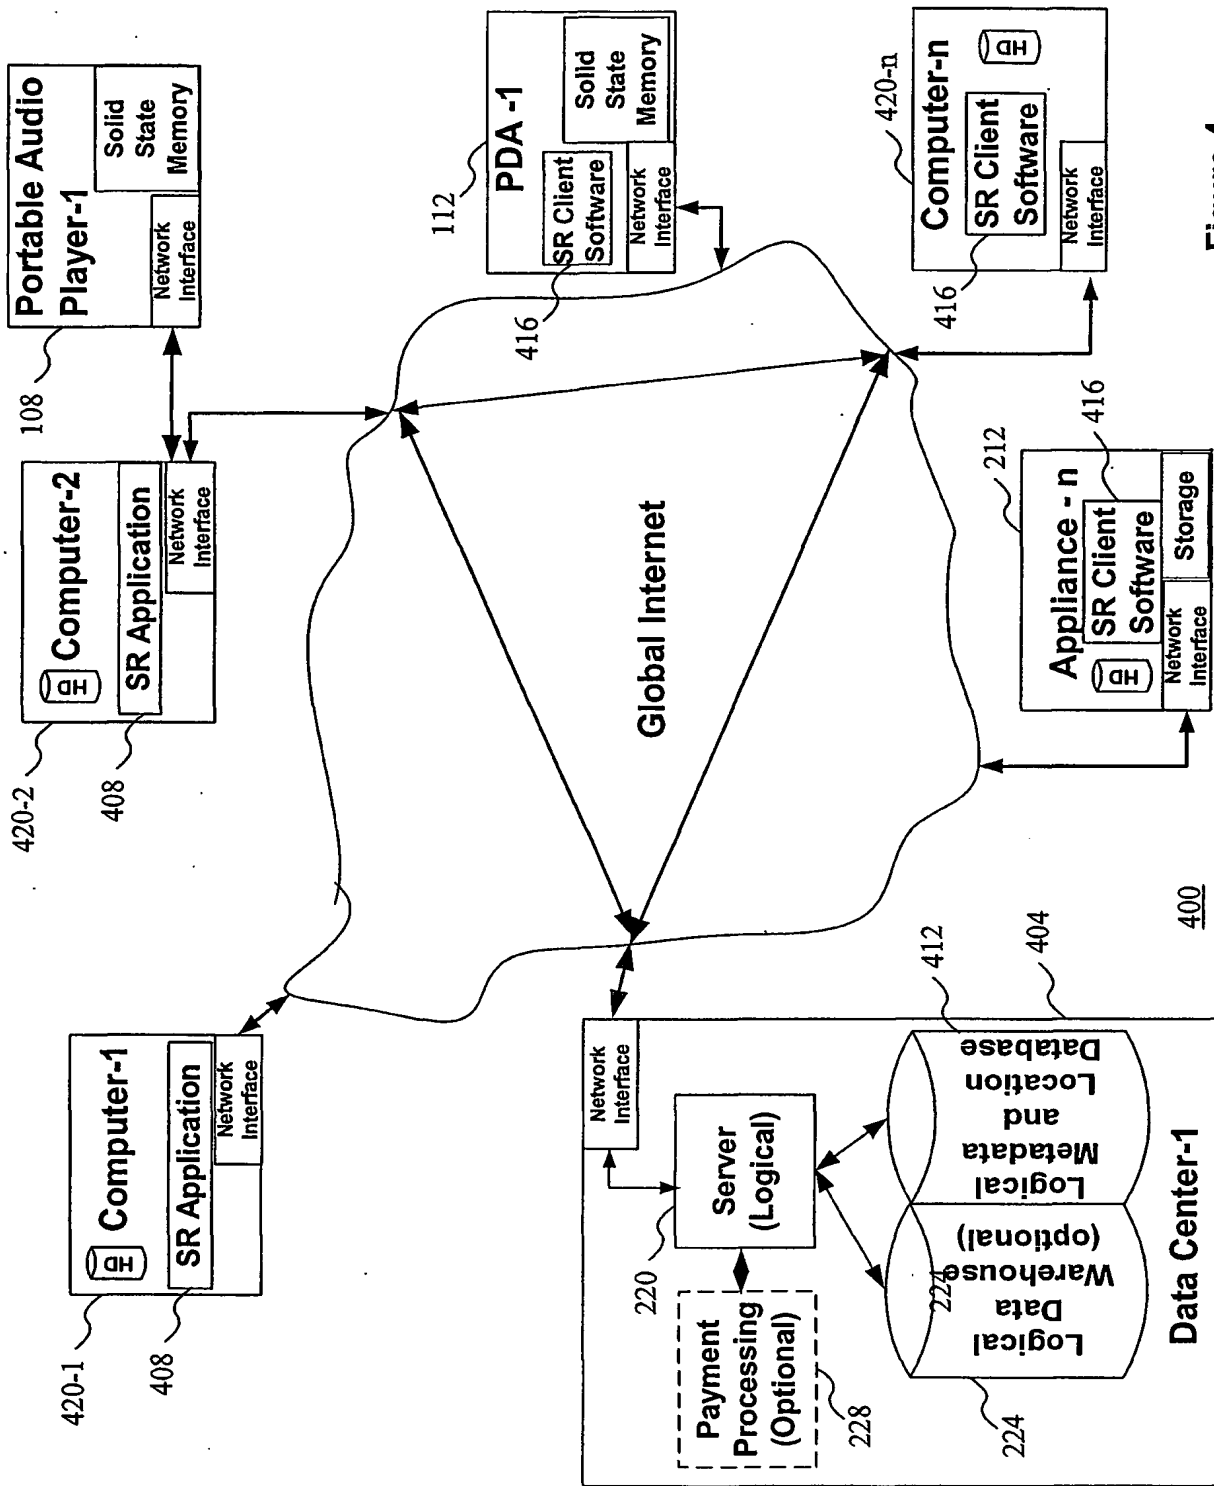 Portable Audio
Player-1
Network
Interface
Solid
State
Memory
108
Computer-2
HD
SR Application
Network
Interface
420-2
408
Computer-1
HD
SR Application
Network
Interface
420-1
408
PDA -1
SR Client
Software
Network
Interface
Solid
State
Memory
112
416
Computer-n
HD
SR Client
Software
Network
Interface
420-n
416
Global Internet
Appliance - n
HD
SR Client
Software
Network
Interface
Storage
212
416
Network
Interface
Server
(Logical)
220
Payment
Processing
(Optional)
228
Logical
Data
Warehouse
(optional)
224
224
Logical
Metadata
and
Location
Database
412
404
Data Center-1
400